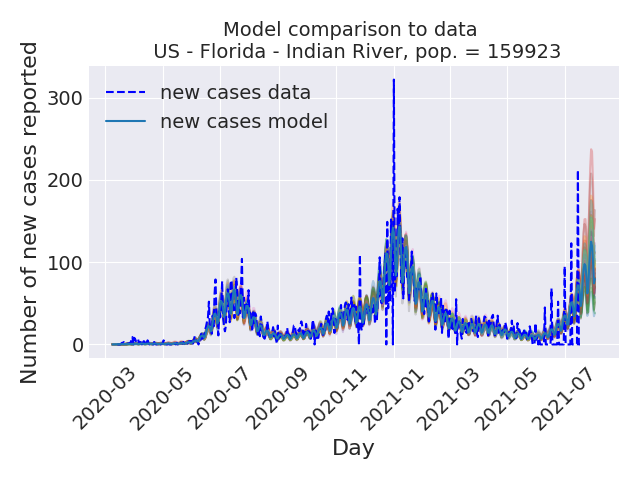 Model comparison to data
US - Florida - Indian River, pop. = 159923
Number of new cases reported
300
200
100
0
new cases data
new cases model
2020-03
2020-05
2020-07
2020-09
2020-11
2021-01
2021-03
2021-05
2021-07
Day